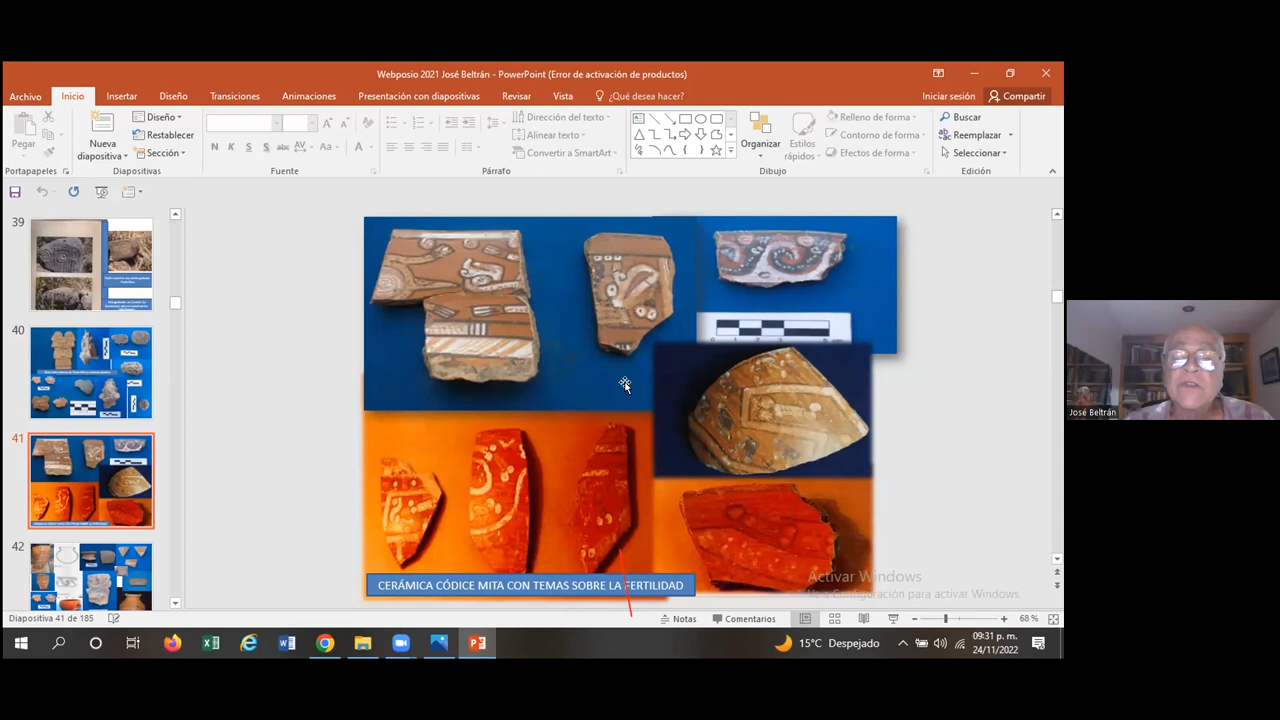 Webposio 2021 José Beltrán - PowerPoint (Error de activación de productos)
Archivo Inicio Insertar Diseño Transiciones Animaciones Presentación con diapositivas Revisar Vista ¿Qué desea hacer? Iniciar sesión Compartir
Pegar
Portapapeles
Nueva diapositiva
Diseño
Restablecer
Sección
Diapositivas
N K S S abc AV Aa A
Fuente
Dirección del texto
Alinear texto
Convertir a SmartArt
Párrafo
Organizar
Estilos rápidos
Relleno de forma
Contorno de forma
Efectos de forma
Dibujo
Buscar
Reemplazar
Seleccionar
Edición
39
40
41
42
CERÁMICA CÓDICE MITA CON TEMAS SOBRE LA FERTILIDAD
José Beltrán
Activar Windows
Configuración para activar Windows.
Diapositiva 41 de 185
Notas
Comentarios
68 %
15°C Despejado
09:31 p. m.
24/11/2022